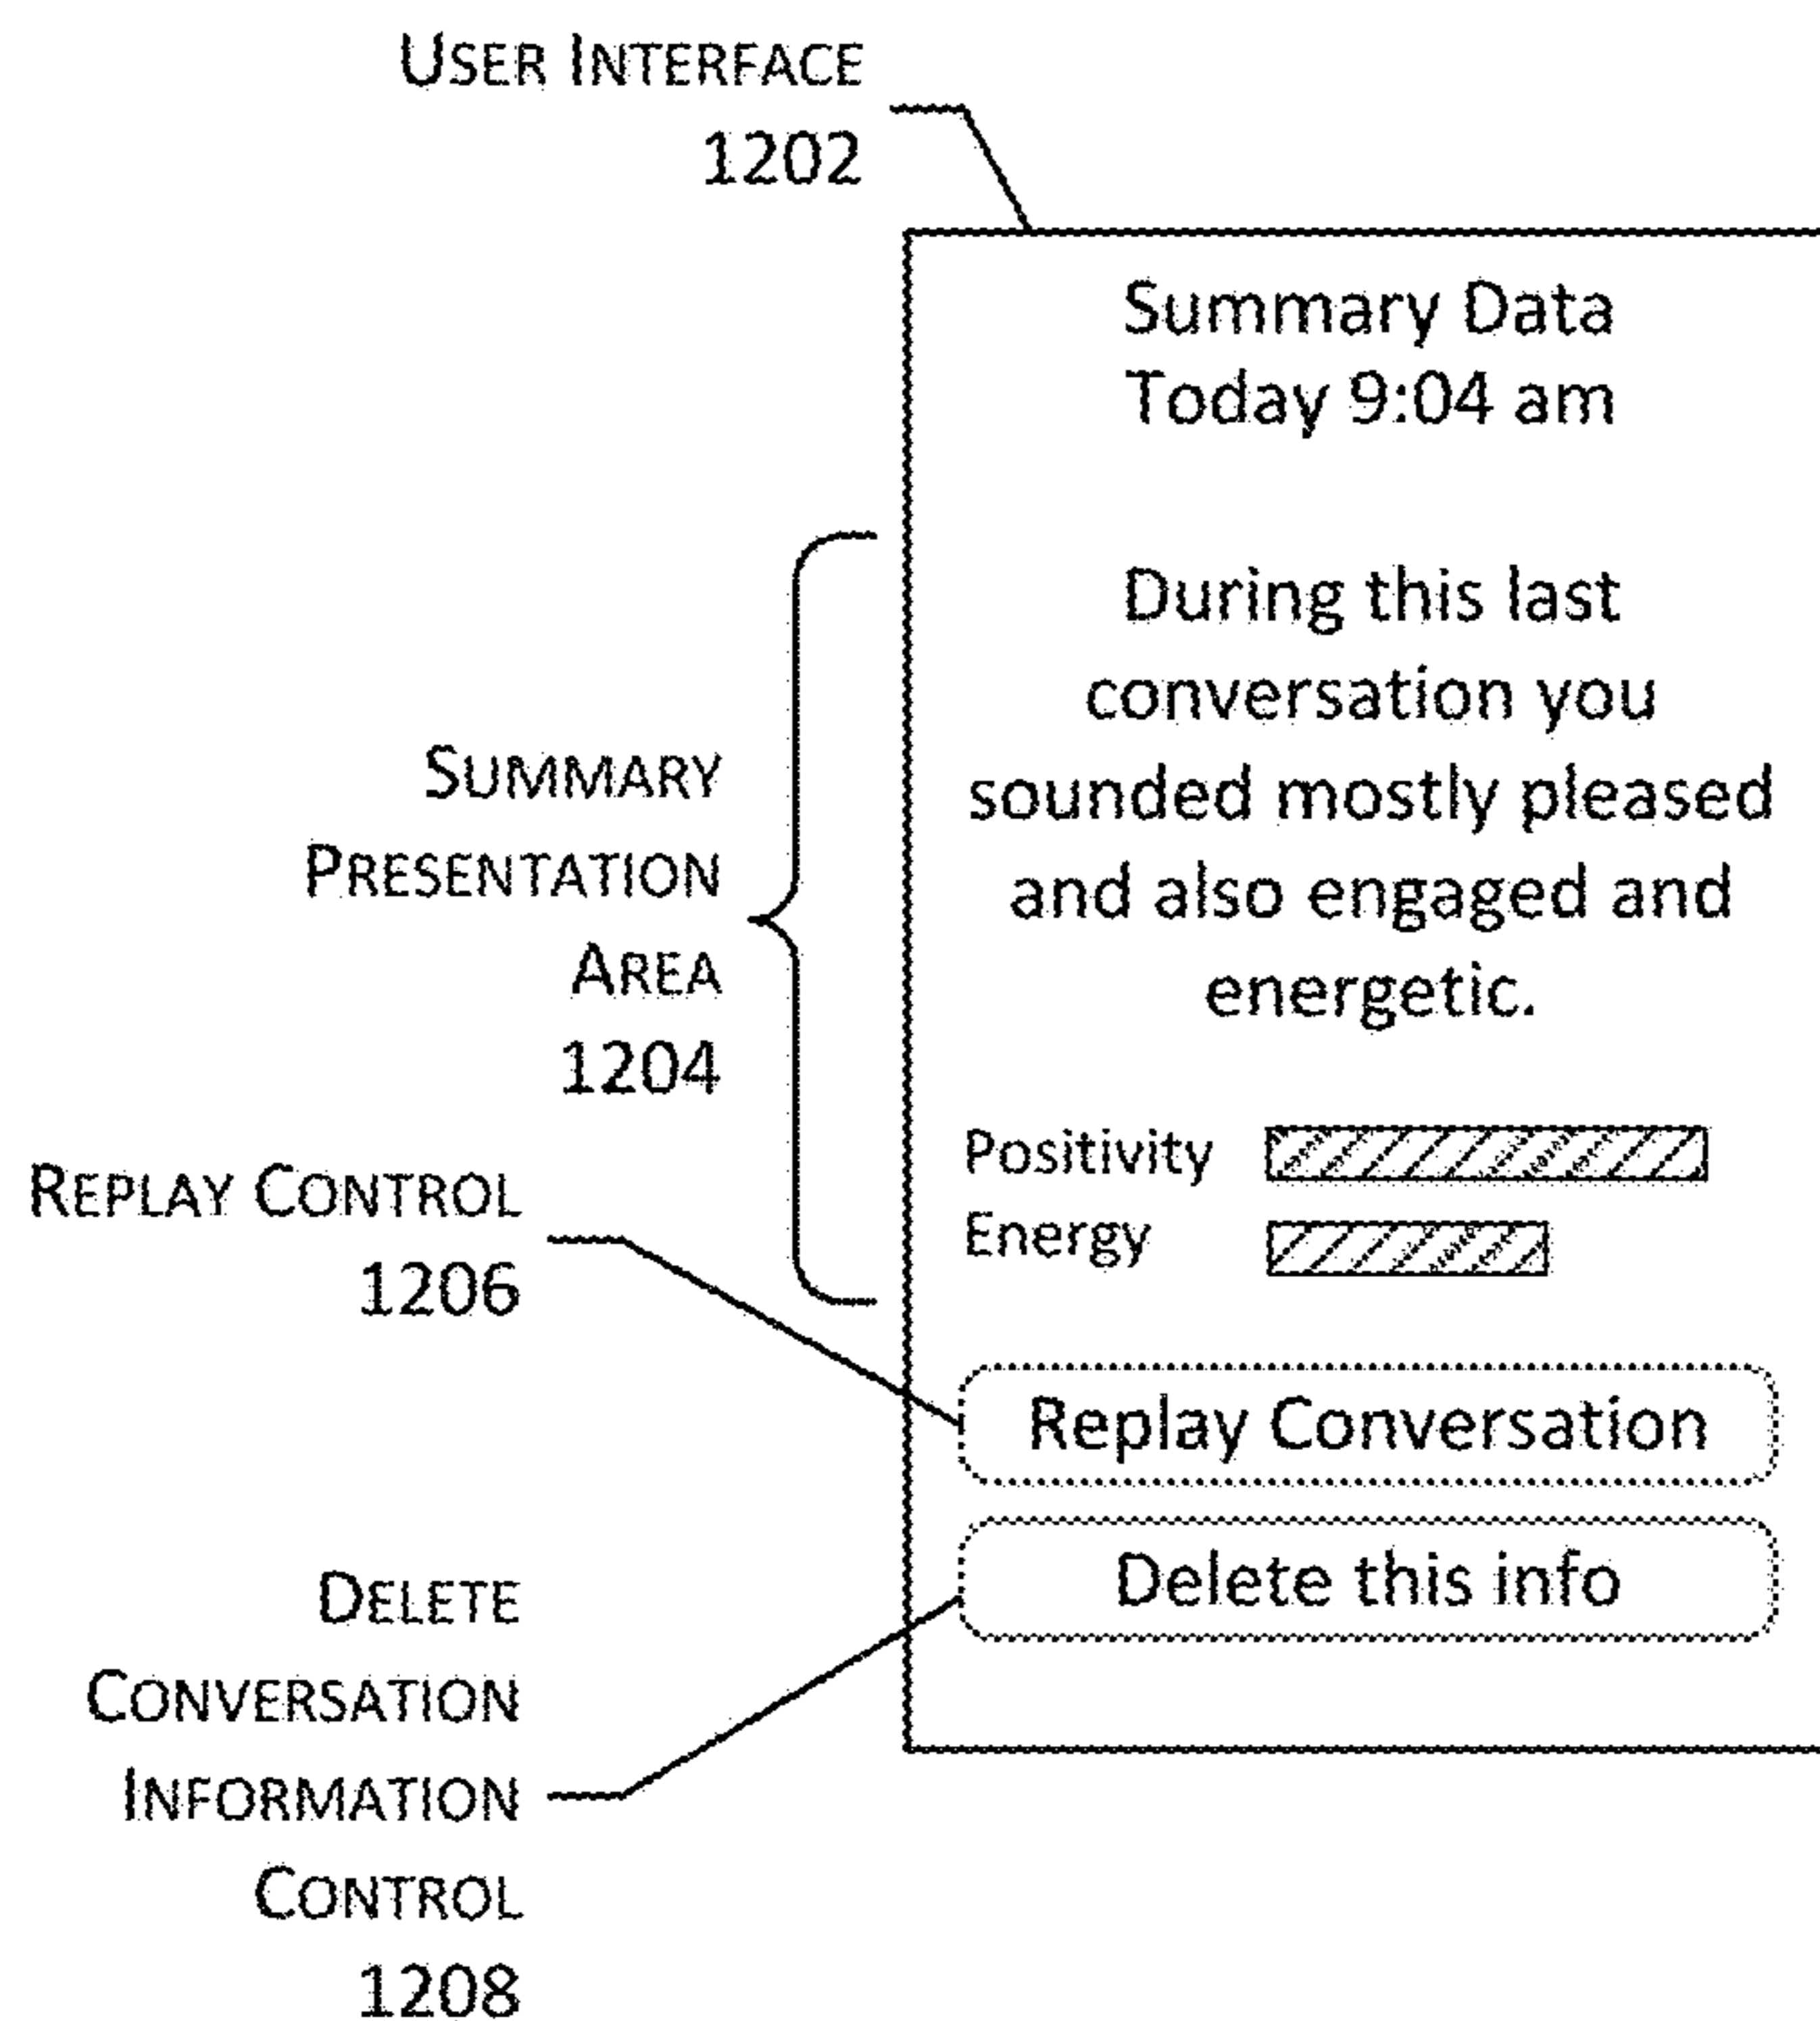 USER INTERFACE
1202
Summary Data
Today 9:04 am
During this last
conversation you
sounded mostly pleased
and also engaged and
energetic.
SUMMARY
PRESENTATION
AREA
1204
Positivity
Energy
REPLAY CONTROL
1206
Replay Conversation
Delete this info
DELETE
CONVERSATION
INFORMATION
CONTROL
1208